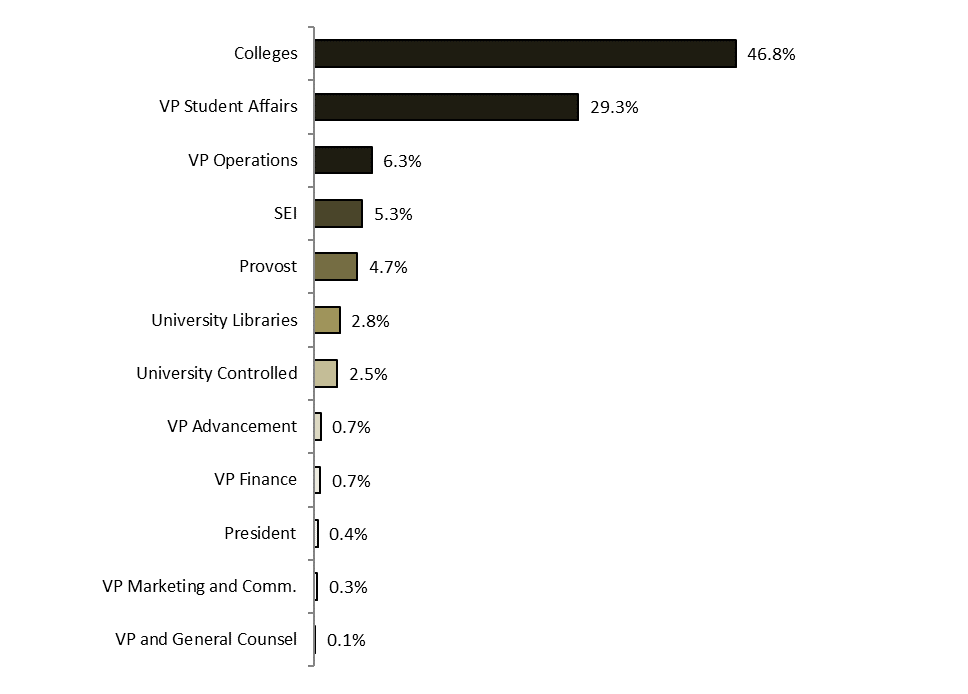 Colleges 46.8%
VP Student Affairs 29.3%
VP Operations 6.3%
SEI 5.3%
Provost 4.7%
University Libraries 2.8%
University Controlled 2.5%
VP Advancement 0.7%
VP Finance 0.7%
President 0.4%
VP Marketing and Comm. 0.3%
VP and General Counsel 0.1%